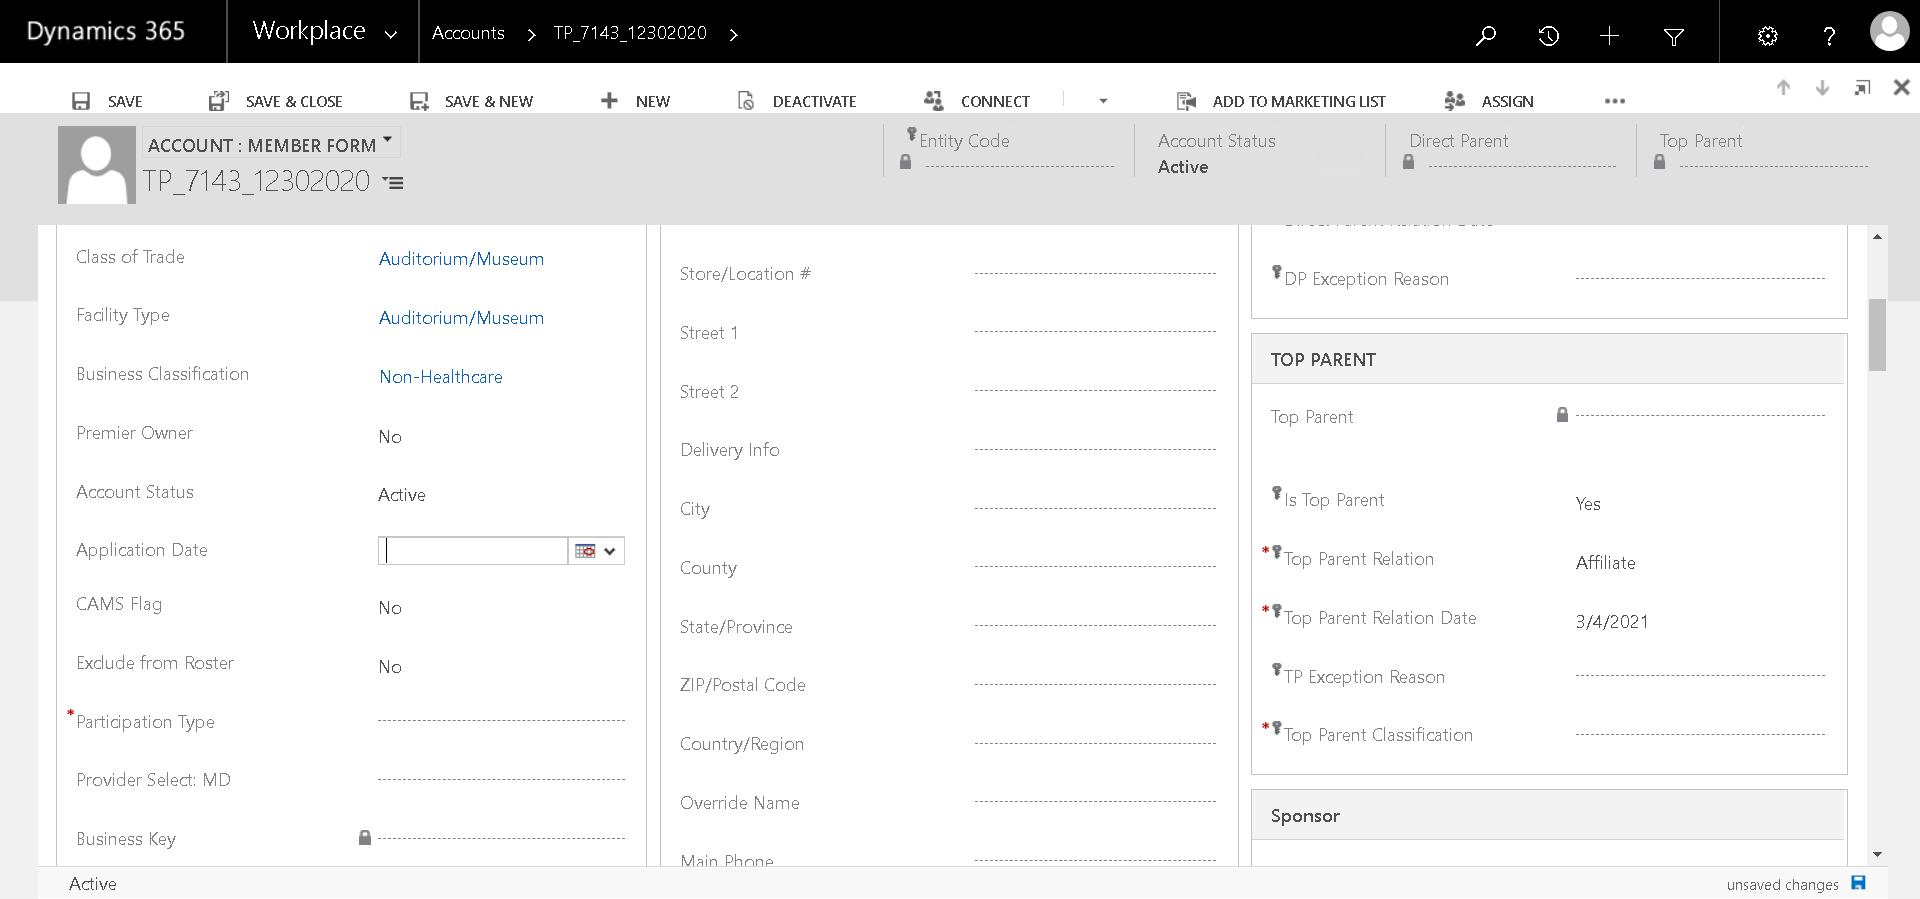 Dynamics 365
Workplace
Accounts
TP_7143_12302020
SAVE
SAVE & CLOSE
SAVE & NEW
NEW
DEACTIVATE
CONNECT
ADD TO MARKETING LIST
ASSIGN
ACCOUNT : MEMBER FORM
TP_7143_12302020
Entity Code
Account Status
Active
Direct Parent
Top Parent
Class of Trade
Auditorium/Museum
Facility Type
Auditorium/Museum
Business Classification
Non-Healthcare
Premier Owner
No
Account Status
Active
Application Date
CAMS Flag
No
Exclude from Roster
No
*Participation Type
Provider Select: MD
Business Key
Store/Location #
Street 1
Street 2
Delivery Info
City
County
State/Province
ZIP/Postal Code
Country/Region
Override Name
Main Phone
Direct Parent Relation Date
DP Exception Reason
TOP PARENT
Top Parent
Is Top Parent
Yes
*Top Parent Relation
Affiliate
*Top Parent Relation Date
3/4/2021
TP Exception Reason
*Top Parent Classification
Sponsor
Active
unsaved changes